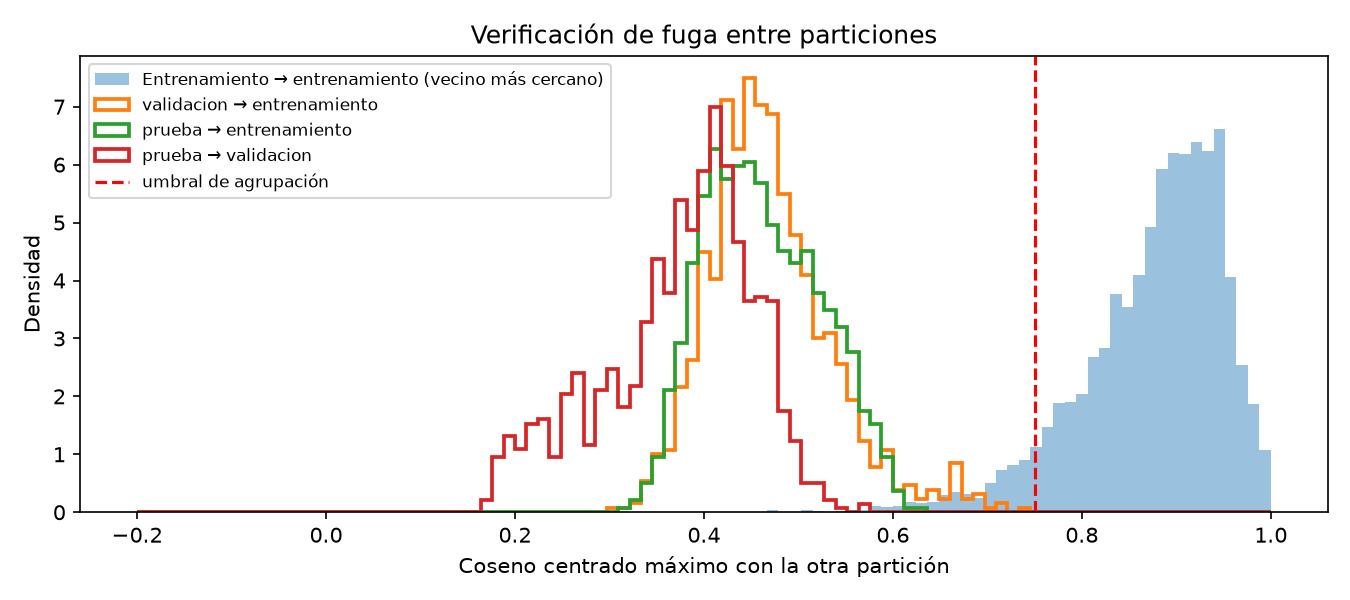 Verificación de fuga entre particiones
Entrenamiento → entrenamiento (vecino más cercano)
validacion → entrenamiento
prueba → entrenamiento
prueba → validacion
umbral de agrupación
Densidad
7
6
5
4
3
2
1
0
−0.2 0.0 0.2 0.4 0.6 0.8 1.0
Coseno centrado máximo con la otra partición